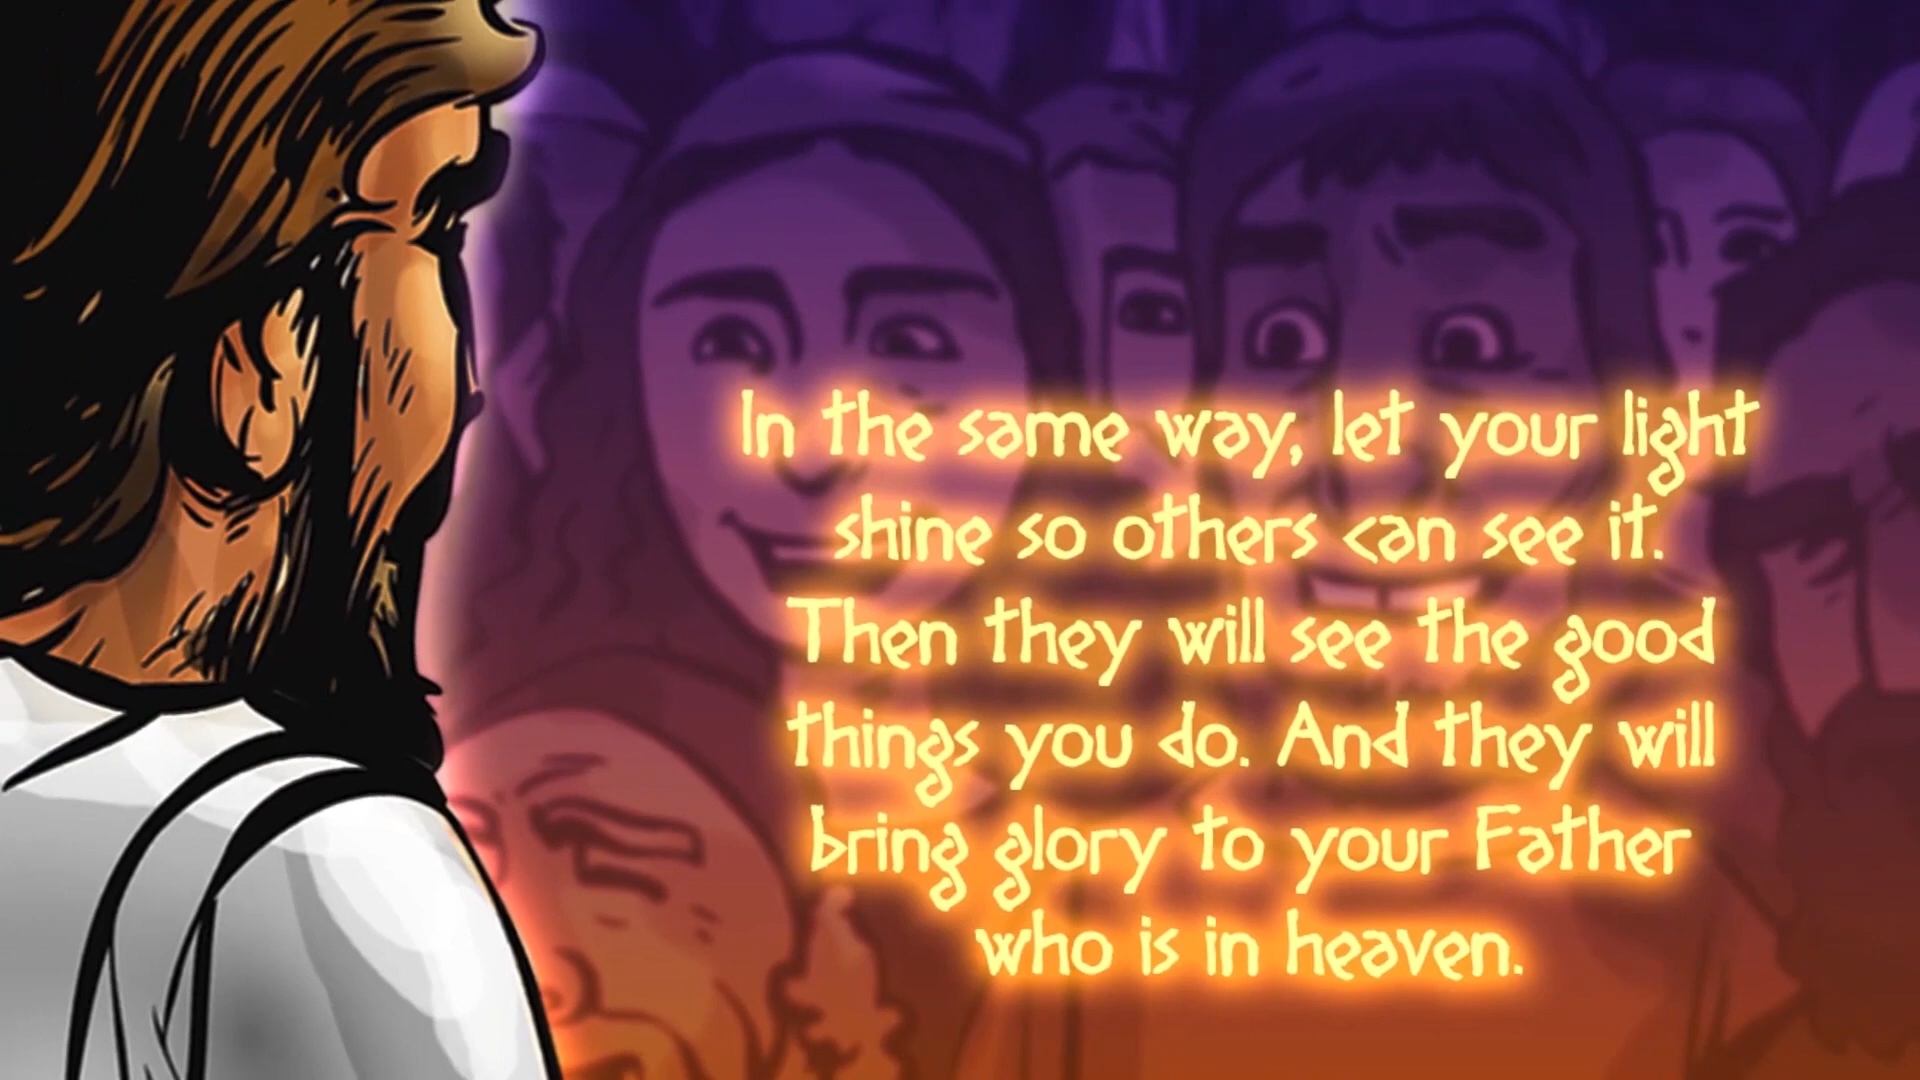 In the same way, let your light
shine so others can see it.
Then they will see the good
things you do. And they will
bring glory to your Father
who is in heaven.